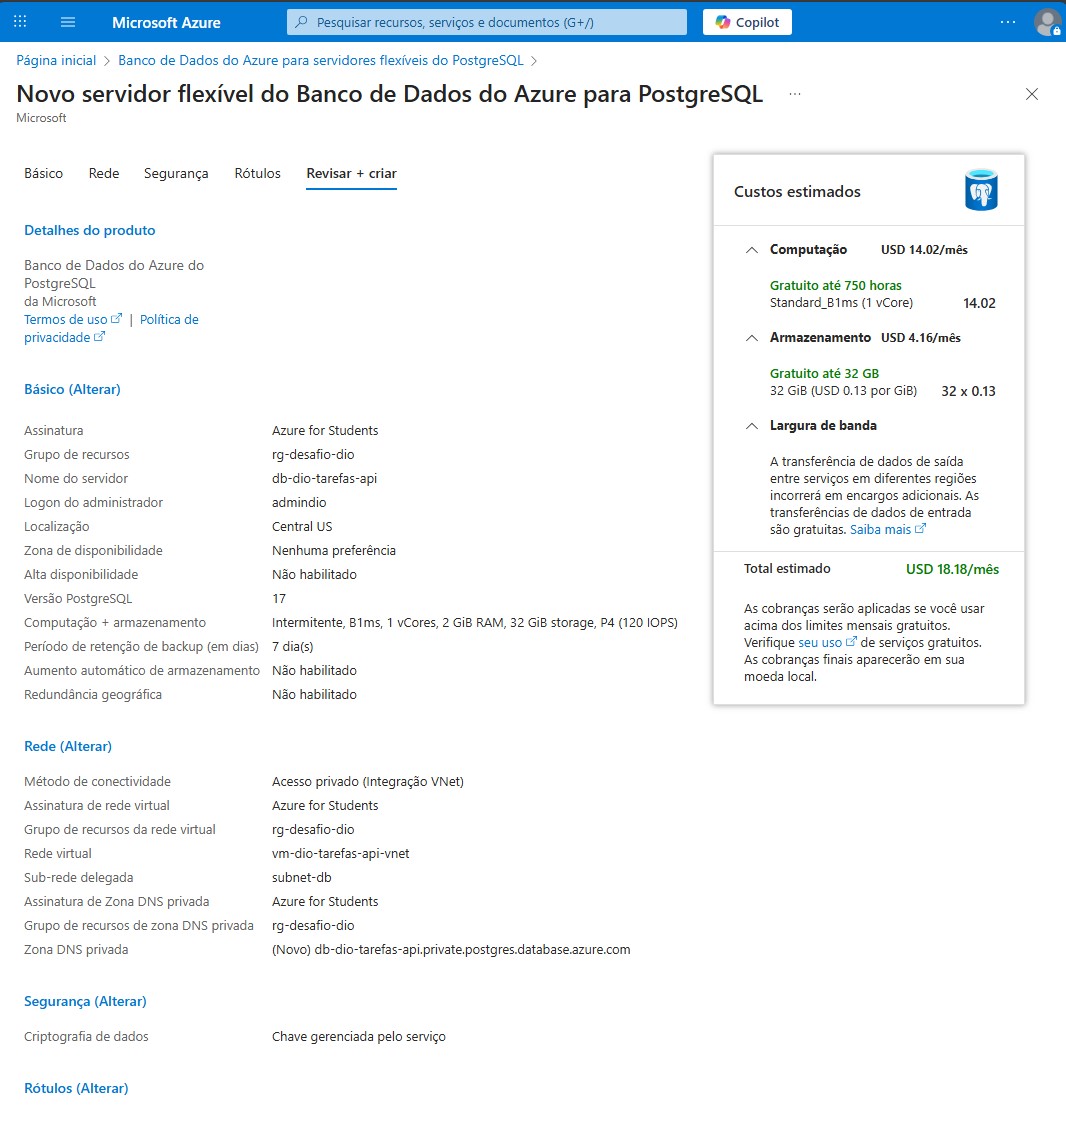 Microsoft Azure
Pesquisar recursos, serviços e documentos (G+/)
Copilot
Página inicial > Banco de Dados do Azure para servidores flexíveis do PostgreSQL >
Novo servidor flexível do Banco de Dados do Azure para PostgreSQL ...
Microsoft
Básico Rede Segurança Rótulos Revisar + criar
Detalhes do produto
Banco de Dados do Azure do
PostgreSQL
da Microsoft
Termos de uso | Política de
privacidade
Básico (Alterar)
Assinatura Azure for Students
Grupo de recursos rg-desafio-dio
Nome do servidor db-dio-tarefas-api
Logon do administrador admindio
Localização Central US
Zona de disponibilidade Nenhuma preferência
Alta disponibilidade Não habilitado
Versão PostgreSQL 17
Computação + armazenamento Intermitente, B1ms, 1 vCores, 2 GiB RAM, 32 GiB storage, P4 (120 IOPS)
Período de retenção de backup (em dias) 7 dia(s)
Aumento automático de armazenamento Não habilitado
Redundância geográfica Não habilitado
Rede (Alterar)
Método de conectividade Acesso privado (Integração VNet)
Assinatura de rede virtual Azure for Students
Grupo de recursos da rede virtual rg-desafio-dio
Rede virtual vm-dio-tarefas-api-vnet
Sub-rede delegada subnet-db
Assinatura de Zona DNS privada Azure for Students
Grupo de recursos de zona DNS privada rg-desafio-dio
Zona DNS privada (Novo) db-dio-tarefas-api.private.postgres.database.azure.com
Segurança (Alterar)
Criptografia de dados Chave gerenciada pelo serviço
Rótulos (Alterar)
Custos estimados
Computação USD 14.02/mês
Gratuito até 750 horas
Standard_B1ms (1 vCore) 14.02
Armazenamento USD 4.16/mês
Gratuito até 32 GB
32 GiB (USD 0.13 por GiB) 32 x 0.13
Largura de banda
A transferência de dados de saída
entre serviços em diferentes regiões
incorrerá em encargos adicionais. As
transferências de dados de entrada
são gratuitas. Saiba mais
Total estimado USD 18.18/mês
As cobranças serão aplicadas se você usar
acima dos limites mensais gratuitos.
Verifique seu uso de serviços gratuitos.
As cobranças finais aparecerão em sua
moeda local.